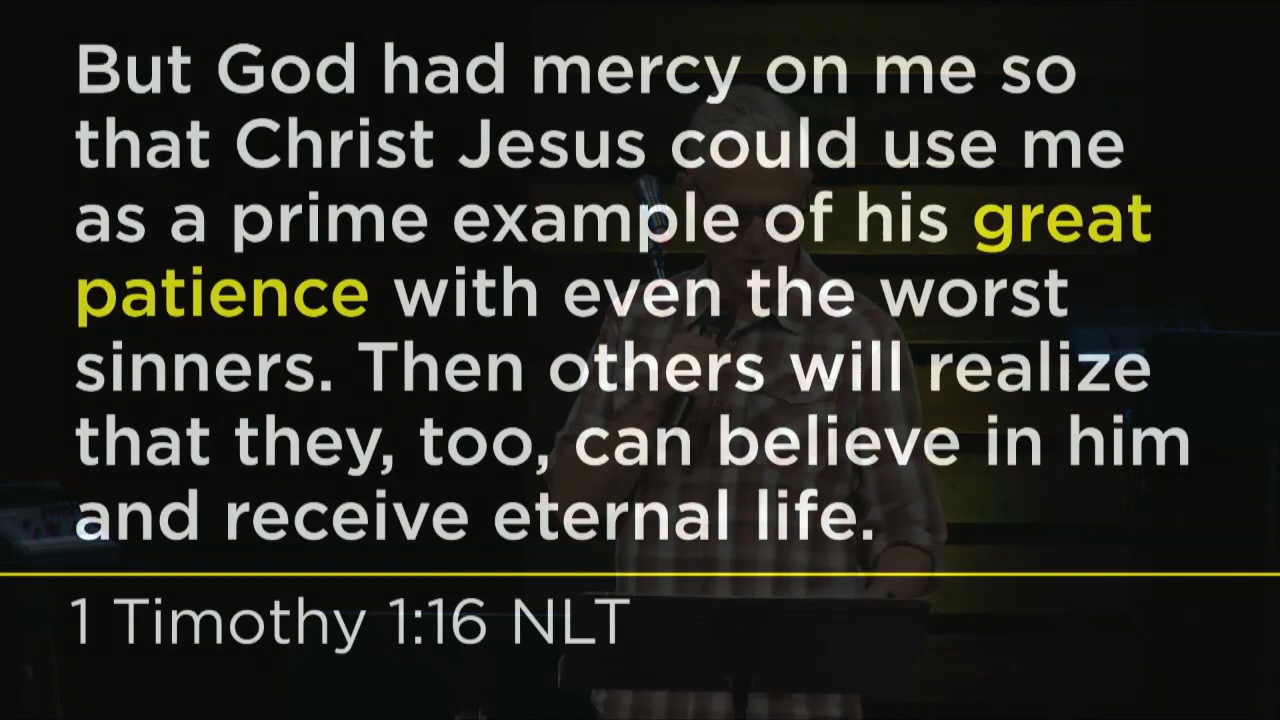 But God had mercy on me so
that Christ Jesus could use me
as a prime example of his great
patience with even the worst
sinners. Then others will realize
that they, too, can believe in him
and receive eternal life.
1 Timothy 1:16 NLT